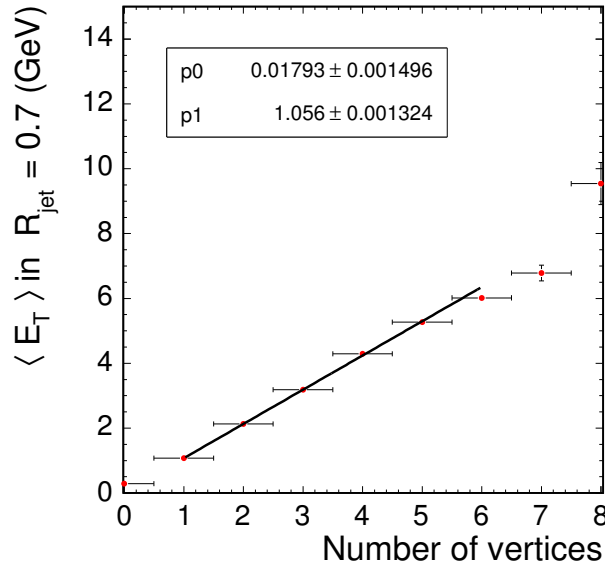 14
12
10
8
6
4
2
0
⟨ E_T ⟩ in R_jet = 0.7 (GeV)
p0 0.01793 ± 0.001496
p1 1.056 ± 0.001324
0 1 2 3 4 5 6 7 8
Number of vertices